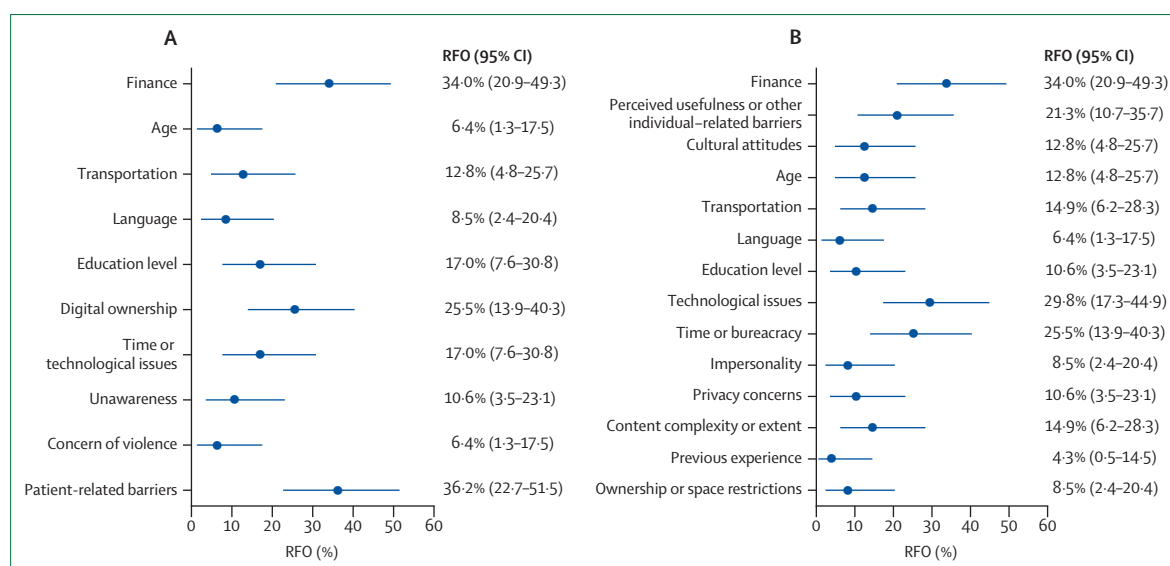 A
RFO (95% CI)
Finance
34·0% (20·9–49·3)
Age
6·4% (1·3–17·5)
Transportation
12·8% (4·8–25·7)
Language
8·5% (2·4–20·4)
Education level
17·0% (7·6–30·8)
Digital ownership
25·5% (13·9–40·3)
Time or
technological issues
17·0% (7·6–30·8)
Unawareness
10·6% (3·5–23·1)
Concern of violence
6·4% (1·3–17·5)
Patient-related barriers
36·2% (22·7–51·5)
0 10 20 30 40 50 60
RFO (%)
B
RFO (95% CI)
Finance
34·0% (20·9–49·3)
Perceived usefulness or other
individual–related barriers
21·3% (10·7–35·7)
Cultural attitudes
12·8% (4·8–25·7)
Age
12·8% (4·8–25·7)
Transportation
14·9% (6·2–28·3)
Language
6·4% (1·3–17·5)
Education level
10·6% (3·5–23·1)
Technological issues
29·8% (17·3–44·9)
Time or bureacracy
25·5% (13·9–40·3)
Impersonality
8·5% (2·4–20·4)
Privacy concerns
10·6% (3·5–23·1)
Content complexity or extent
14·9% (6·2–28·3)
Previous experience
4·3% (0·5–14·5)
Ownership or space restrictions
8·5% (2·4–20·4)
0 10 20 30 40 50 60
RFO (%)